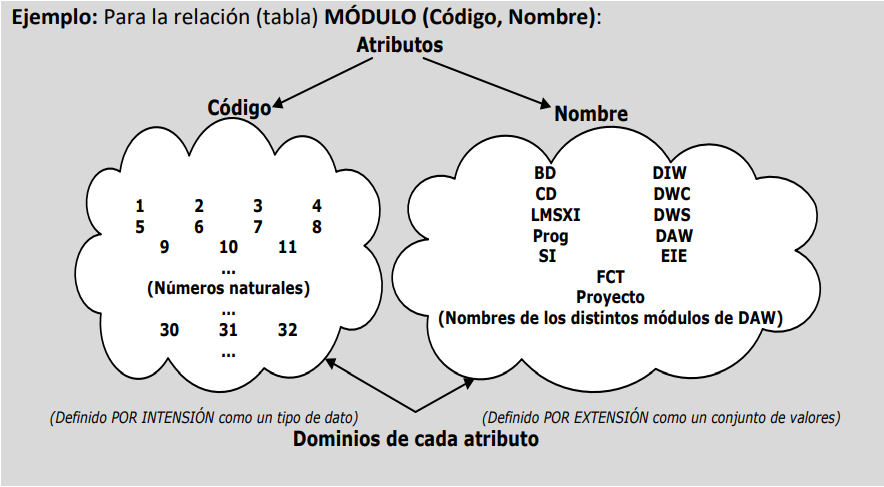 Ejemplo: Para la relación (tabla) MÓDULO (Código, Nombre):
Atributos
Código
Nombre
1 2 3 4
5 6 7 8
9 10 11
...
(Números naturales)
...
30 31 32
...
BD DIW
CD DWC
LMSXI DWS
Prog DAW
SI EIE
FCT
Proyecto
(Nombres de los distintos módulos de DAW)
(Definido POR INTENSIÓN como un tipo de dato)
(Definido POR EXTENSIÓN como un conjunto de valores)
Dominios de cada atributo